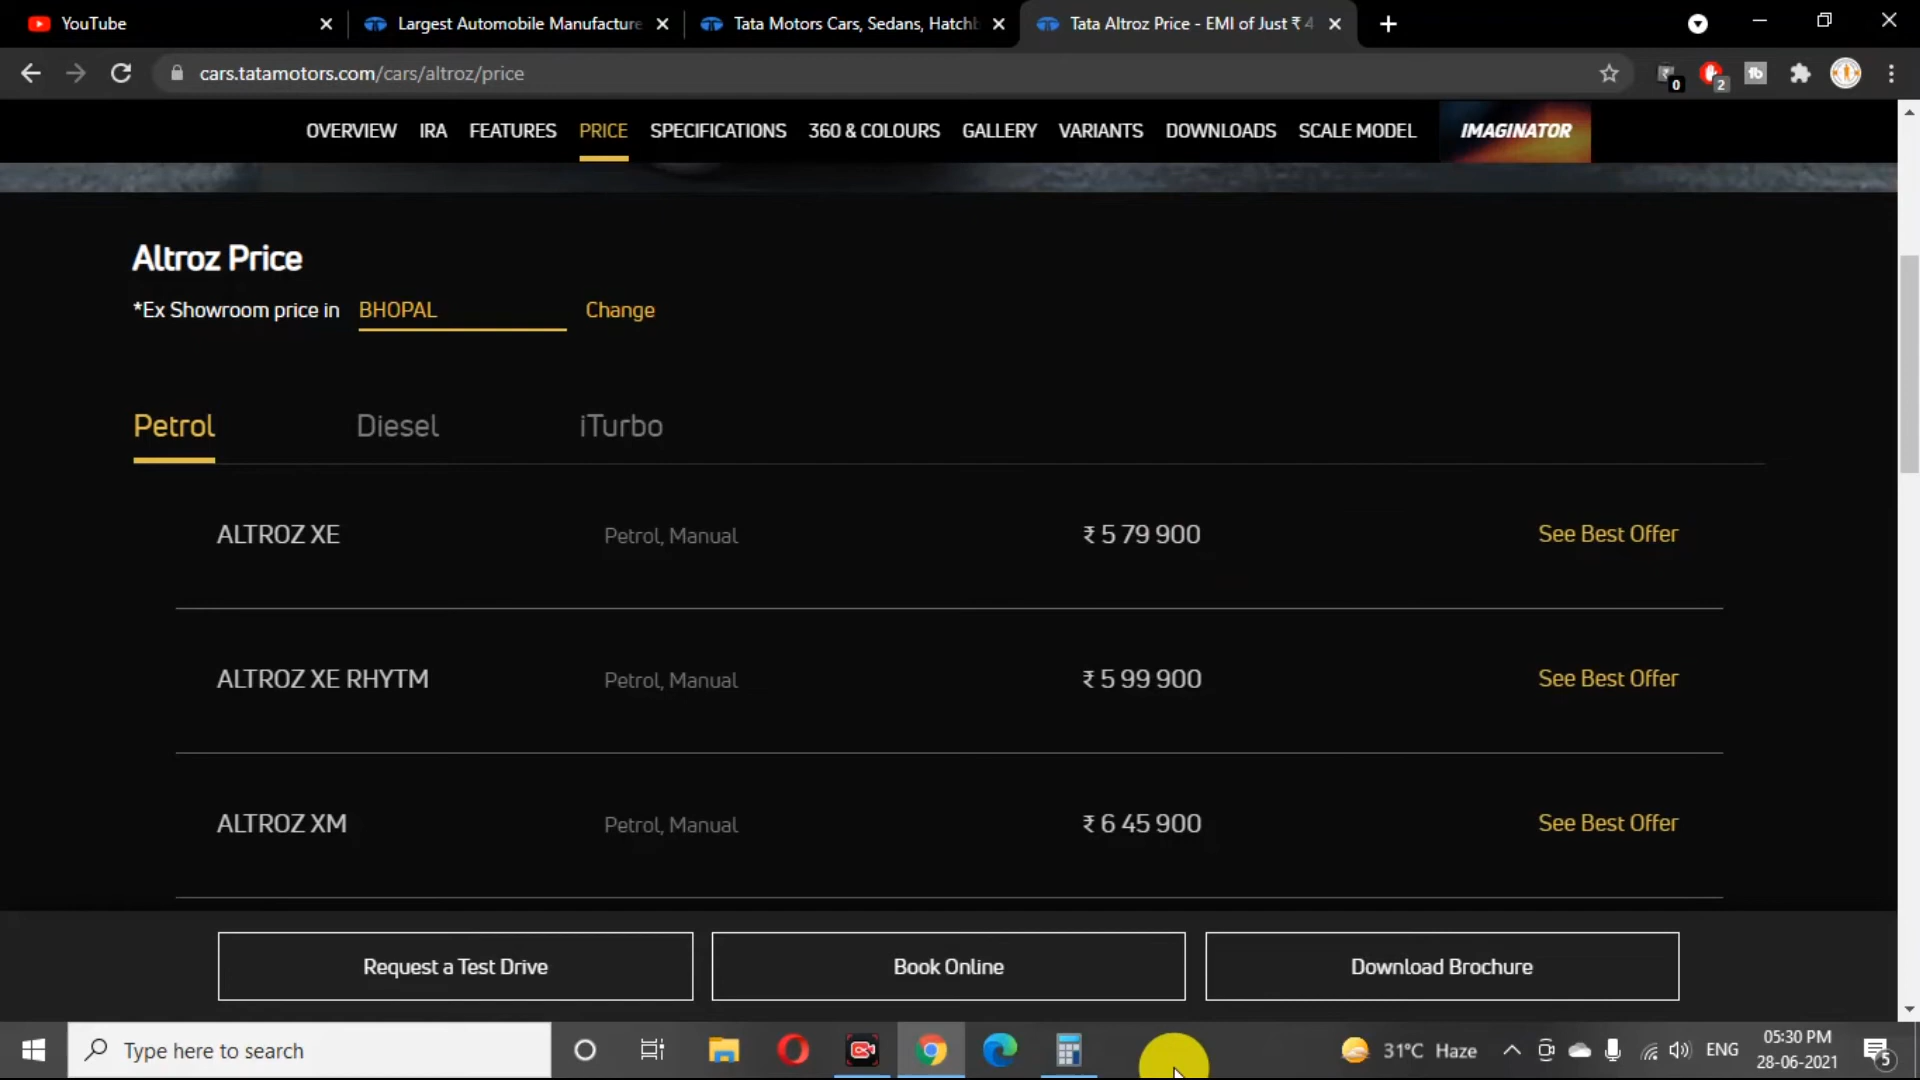 YouTube
Largest Automobile Manufacture
Tata Motors Cars, Sedans, Hatchb
Tata Altroz Price - EMI of Just ₹ 4
cars.tatamotors.com/cars/altroz/price
0
2
OVERVIEW IRA FEATURES PRICE SPECIFICATIONS 360 & COLOURS GALLERY VARIANTS DOWNLOADS SCALE MODEL IMAGINATOR
Altroz Price
*Ex Showroom price in BHOPAL Change
Petrol Diesel iTurbo
ALTROZ XE Petrol, Manual ₹ 5 79 900 See Best Offer
ALTROZ XE RHYTM Petrol, Manual ₹ 5 99 900 See Best Offer
ALTROZ XM Petrol, Manual ₹ 6 45 900 See Best Offer
Request a Test Drive Book Online Download Brochure
Type here to search
31°C Haze
ENG
05:30 PM
28-06-2021
5